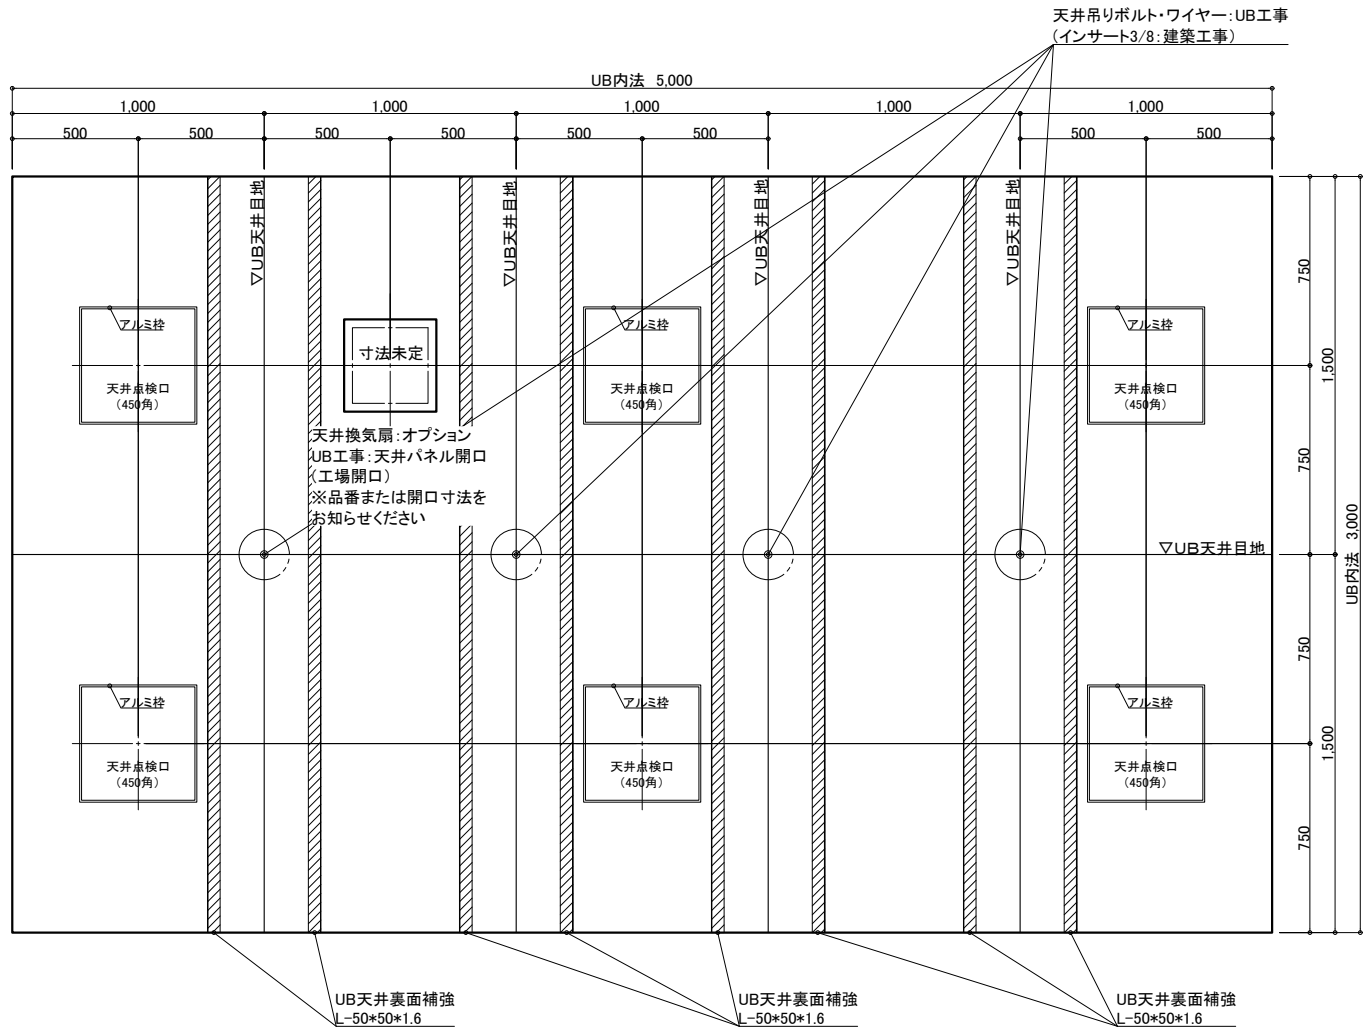 天井吊りボルト・ワイヤー:UB工事
(インサート3/8:建築工事)
UB内法 5,000
1,000
1,000
1,000
1,000
1,000
500
500
500
500
500
500
500
500
▽UB天井目地
▽UB天井目地
▽UB天井目地
▽UB天井目地
アルミ枠
天井点検口
(450角)
寸法未定
アルミ枠
天井点検口
(450角)
アルミ枠
天井点検口
(450角)
天井換気扇:オプション
UB工事:天井パネル開口
(工場開口)
※品番または開口寸法を
お知らせください
▽UB天井目地
アルミ枠
天井点検口
(450角)
アルミ枠
天井点検口
(450角)
アルミ枠
天井点検口
(450角)
750
750
750
750
1,500
1,500
UB内法 3,000
UB天井裏面補強
L-50*50*1.6
UB天井裏面補強
L-50*50*1.6
UB天井裏面補強
L-50*50*1.6